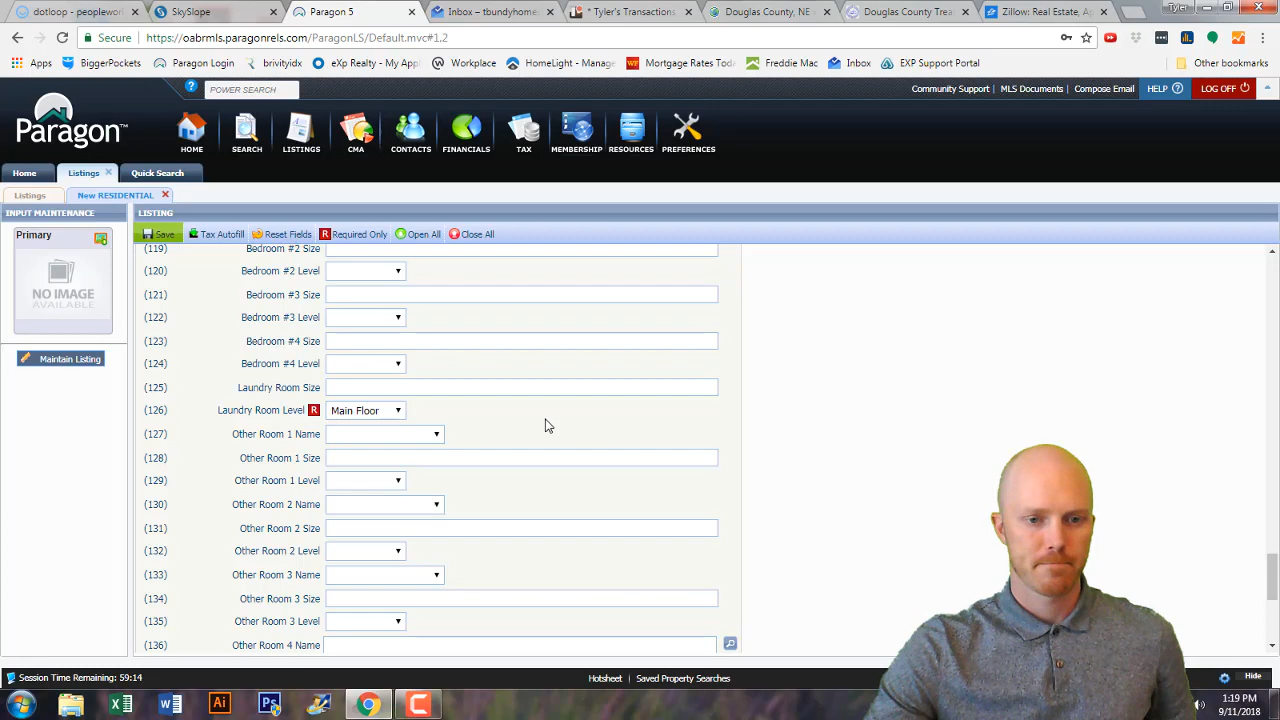 dotloop - peoplework
SkySlope
Paragon 5
Inbox – tbundyhomes
* Tyler's Transactions
Douglas County, NE -
Douglas County Trea
Zillow: Real Estate, Ap
Tyler
Secure
https://oabrmls.paragonrels.com/ParagonLS/Default.mvc#1.2
Apps
BiggerPockets
Paragon Login
brivityidx
eXp Realty - My Appl
Workplace
HomeLight - Manage
Mortgage Rates Toda
Freddie Mac
Inbox
EXP Support Portal
Other bookmarks
POWER SEARCH
Community Support
MLS Documents
Compose Email
HELP
LOG OFF
Paragon™
HOME
SEARCH
LISTINGS
CMA
CONTACTS
FINANCIALS
TAX
MEMBERSHIP
RESOURCES
PREFERENCES
Home
Listings
Quick Search
Listings
New RESIDENTIAL
INPUT MAINTENANCE
LISTING
Primary
NO IMAGE
AVAILABLE
Maintain Listing
Save
Tax Autofill
Reset Fields
R Required Only
Open All
Close All
(119) Bedroom #2 Size
(120) Bedroom #2 Level
(121) Bedroom #3 Size
(122) Bedroom #3 Level
(123) Bedroom #4 Size
(124) Bedroom #4 Level
(125) Laundry Room Size
(126) Laundry Room Level R Main Floor
(127) Other Room 1 Name
(128) Other Room 1 Size
(129) Other Room 1 Level
(130) Other Room 2 Name
(131) Other Room 2 Size
(132) Other Room 2 Level
(133) Other Room 3 Name
(134) Other Room 3 Size
(135) Other Room 3 Level
(136) Other Room 4 Name
Session Time Remaining: 59:14
Hotsheet
Saved Property Searches
Hide
1:19 PM
9/11/2018